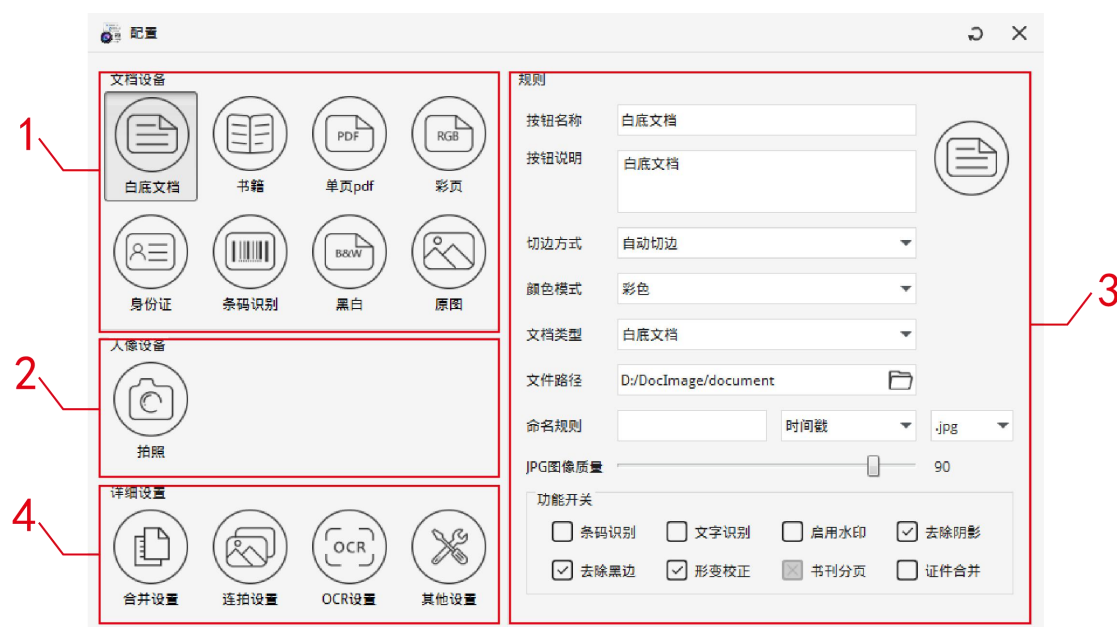 配置
1
文档设备
白底文档
书籍
PDF
单页pdf
RGB
彩页
身份证
条码识别
B&W
黑白
原图
2
人像设备
拍照
4
详细设置
合并设置
连拍设置
OCR
OCR设置
其他设置
3
规则
按钮名称 白底文档
按钮说明 白底文档
切边方式 自动切边
颜色模式 彩色
文档类型 白底文档
文件路径 D:/DocImage/document
命名规则 时间戳 .jpg
JPG图像质量 90
功能开关
条码识别 文字识别 启用水印 去除阴影
去除黑边 形变校正 书刊分页 证件合并